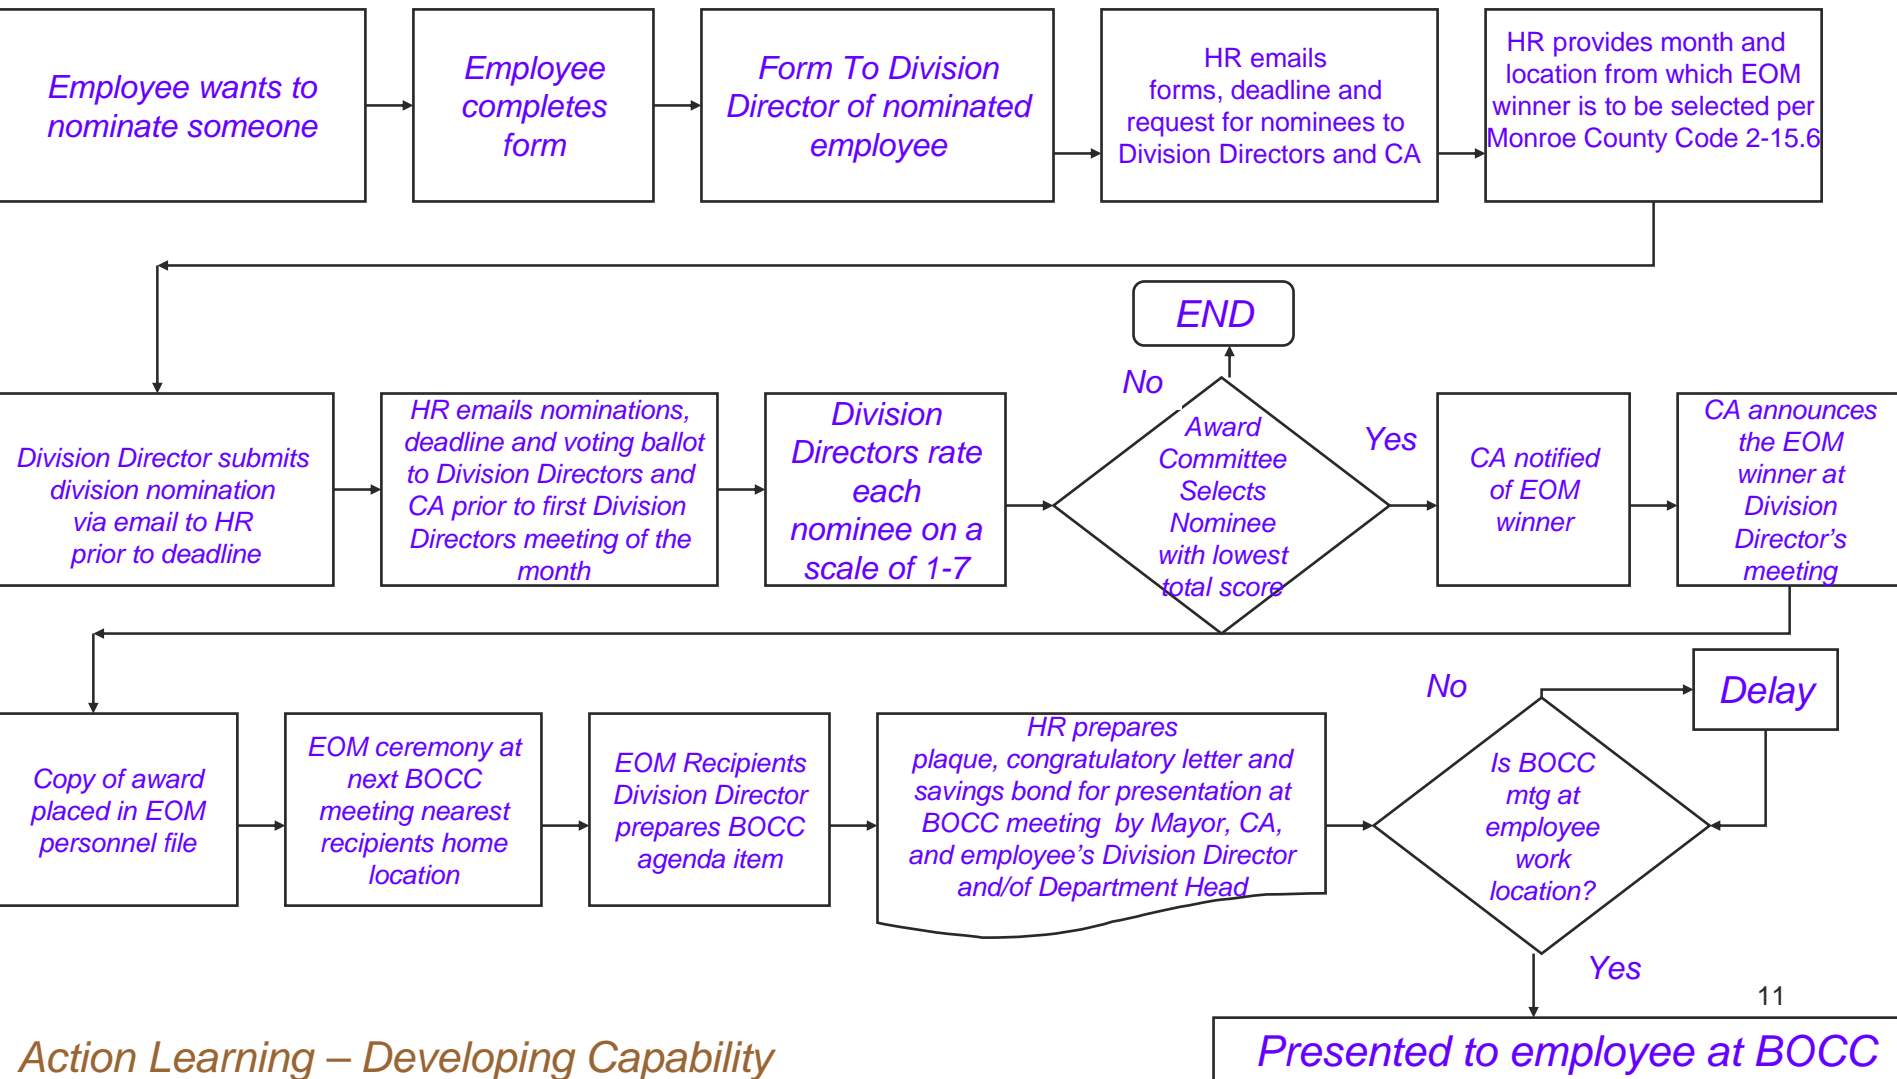 Employee wants to
nominate someone
Employee
completes
form
Form To Division
Director of nominated
employee
HR emails
forms, deadline and
request for nominees to
Division Directors and CA
HR provides month and
location from which EOM
winner is to be selected per
Monroe County Code 2-15.6
END
No
Division Director submits
division nomination
via email to HR
prior to deadline
HR emails nominations,
deadline and voting ballot
to Division Directors and
CA prior to first Division
Directors meeting of the
month
Division
Directors rate
each
nominee on a
scale of 1-7
Award
Committee
Selects
Nominee
with lowest
total score
Yes
CA notified
of EOM
winner
CA announces
the EOM
winner at
Division
Director's
meeting
Copy of award
placed in EOM
personnel file
EOM ceremony at
next BOCC
meeting nearest
recipients home
location
EOM Recipients
Division Director
prepares BOCC
agenda item
HR prepares
plaque, congratulatory letter and
savings bond for presentation at
BOCC meeting by Mayor, CA,
and employee's Division Director
and/of Department Head
No
Delay
Is BOCC
mtg at
employee
work
location?
Yes
11
Action Learning – Developing Capability
Presented to employee at BOCC